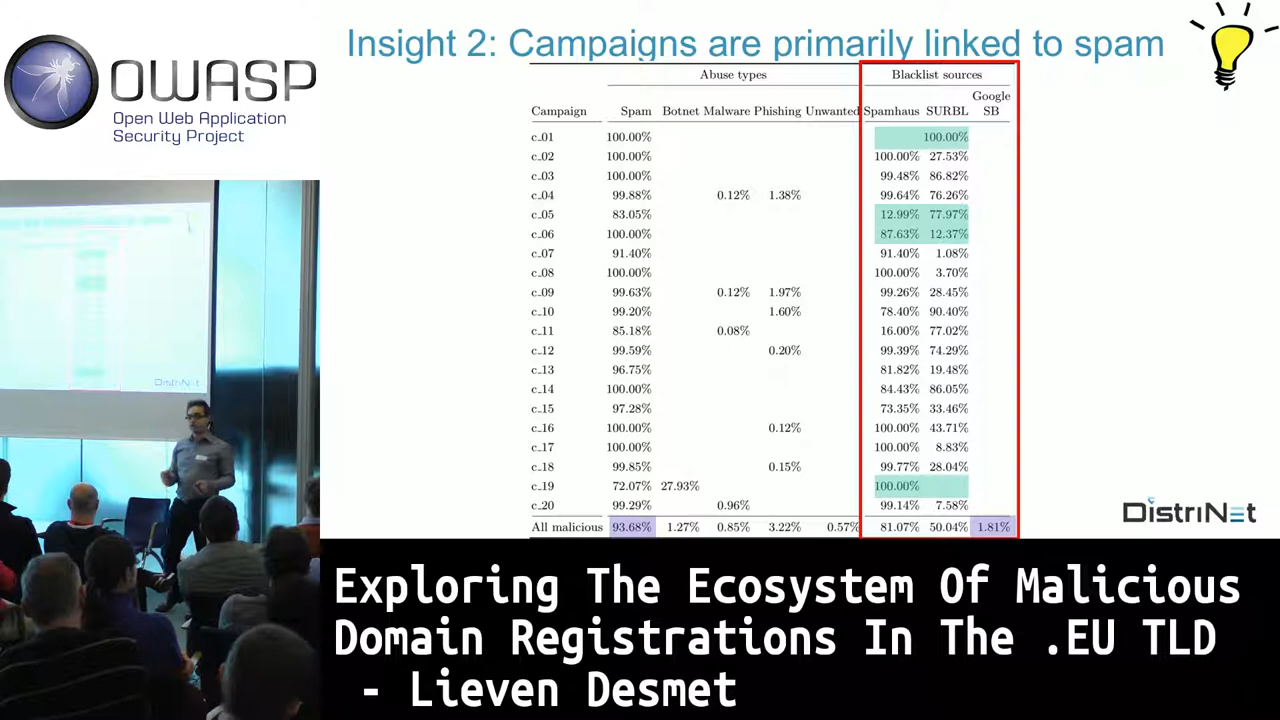 OWASP
Open Web Application
Security Project
Insight 2: Campaigns are primarily linked to spam
Abuse types Blacklist sources
Campaign Spam Botnet Malware Phishing Unwanted Spamhaus SURBL Google SB
c_01 100.00% 100.00%
c_02 100.00% 100.00% 27.53%
c_03 100.00% 99.48% 86.82%
c_04 99.88% 0.12% 1.38% 99.64% 76.26%
c_05 83.05% 12.99% 77.97%
c_06 100.00% 87.63% 12.37%
c_07 91.40% 91.40% 1.08%
c_08 100.00% 100.00% 3.70%
c_09 99.63% 0.12% 1.97% 99.26% 28.45%
c_10 99.20% 1.60% 78.40% 90.40%
c_11 85.18% 0.08% 16.00% 77.02%
c_12 99.59% 0.20% 99.39% 74.29%
c_13 96.75% 81.82% 19.48%
c_14 100.00% 84.43% 86.05%
c_15 97.28% 73.35% 33.46%
c_16 100.00% 0.12% 100.00% 43.71%
c_17 100.00% 100.00% 8.83%
c_18 99.85% 0.15% 99.77% 28.04%
c_19 72.07% 27.93% 100.00%
c_20 99.29% 0.96% 99.14% 7.58%
All malicious 93.68% 1.27% 0.85% 3.22% 0.57% 81.07% 50.04% 1.81%
DistriNet
DistriNet
Exploring The Ecosystem Of Malicious
Domain Registrations In The .EU TLD
- Lieven Desmet